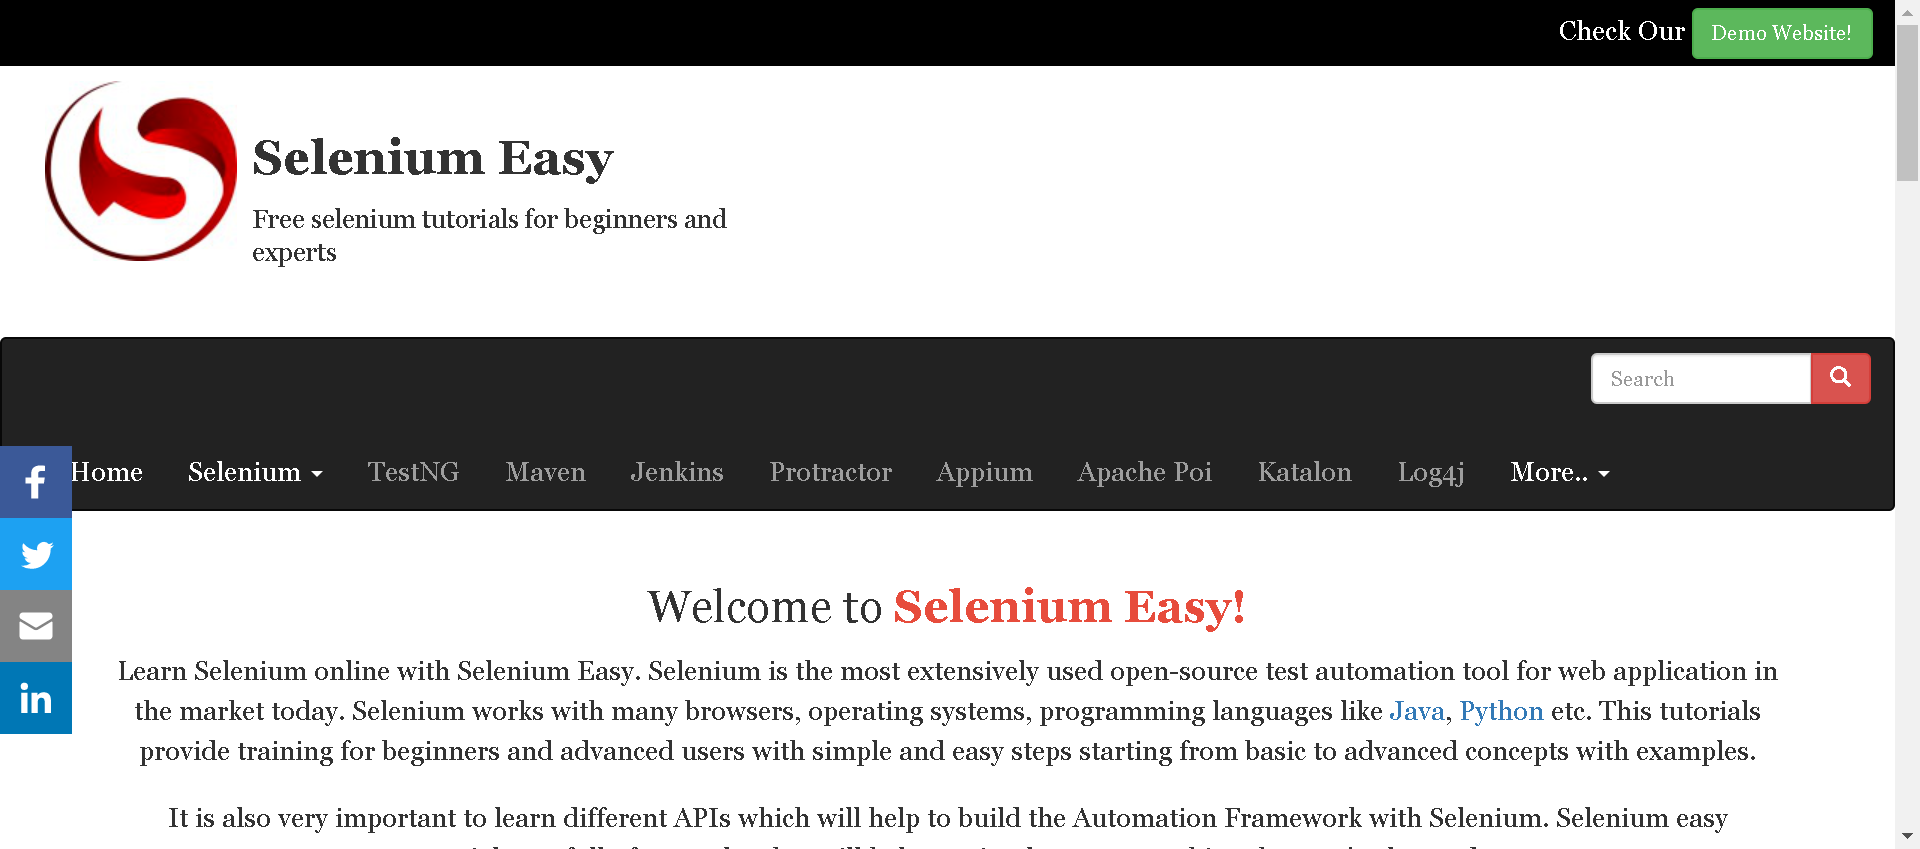 Check Our Demo Website!
Selenium Easy
Free selenium tutorials for beginners and
experts
Search
Home Selenium TestNG Maven Jenkins Protractor Appium Apache Poi Katalon Log4j More..
Welcome to Selenium Easy!
Learn Selenium online with Selenium Easy. Selenium is the most extensively used open-source test automation tool for web application in
the market today. Selenium works with many browsers, operating systems, programming languages like Java, Python etc. This tutorials
provide training for beginners and advanced users with simple and easy steps starting from basic to advanced concepts with examples.
It is also very important to learn different APIs which will help to build the Automation Framework with Selenium. Selenium easy